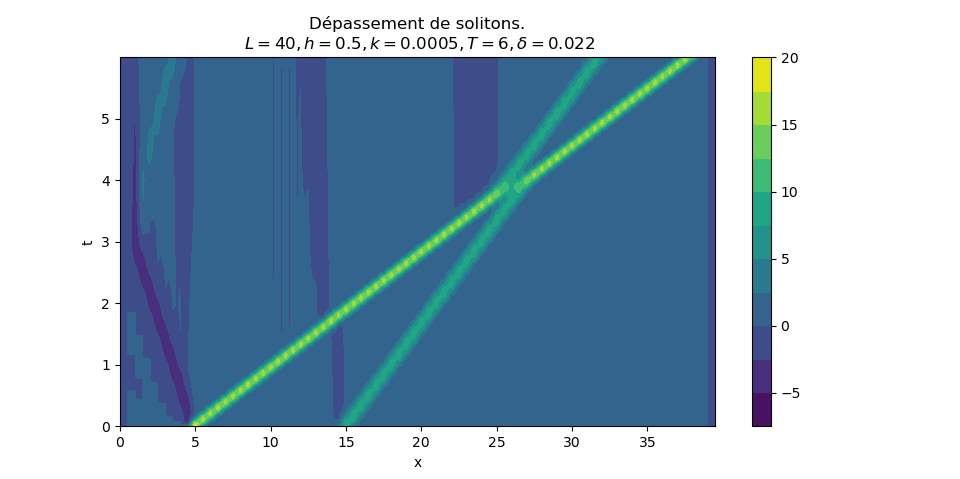 Dépassement de solitons.
L = 40, h = 0.5, k = 0.0005, T = 6, δ = 0.022
20
15
10
5
0
−5
5
4
3
2
1
0
t
0 5 10 15 20 25 30 35
x